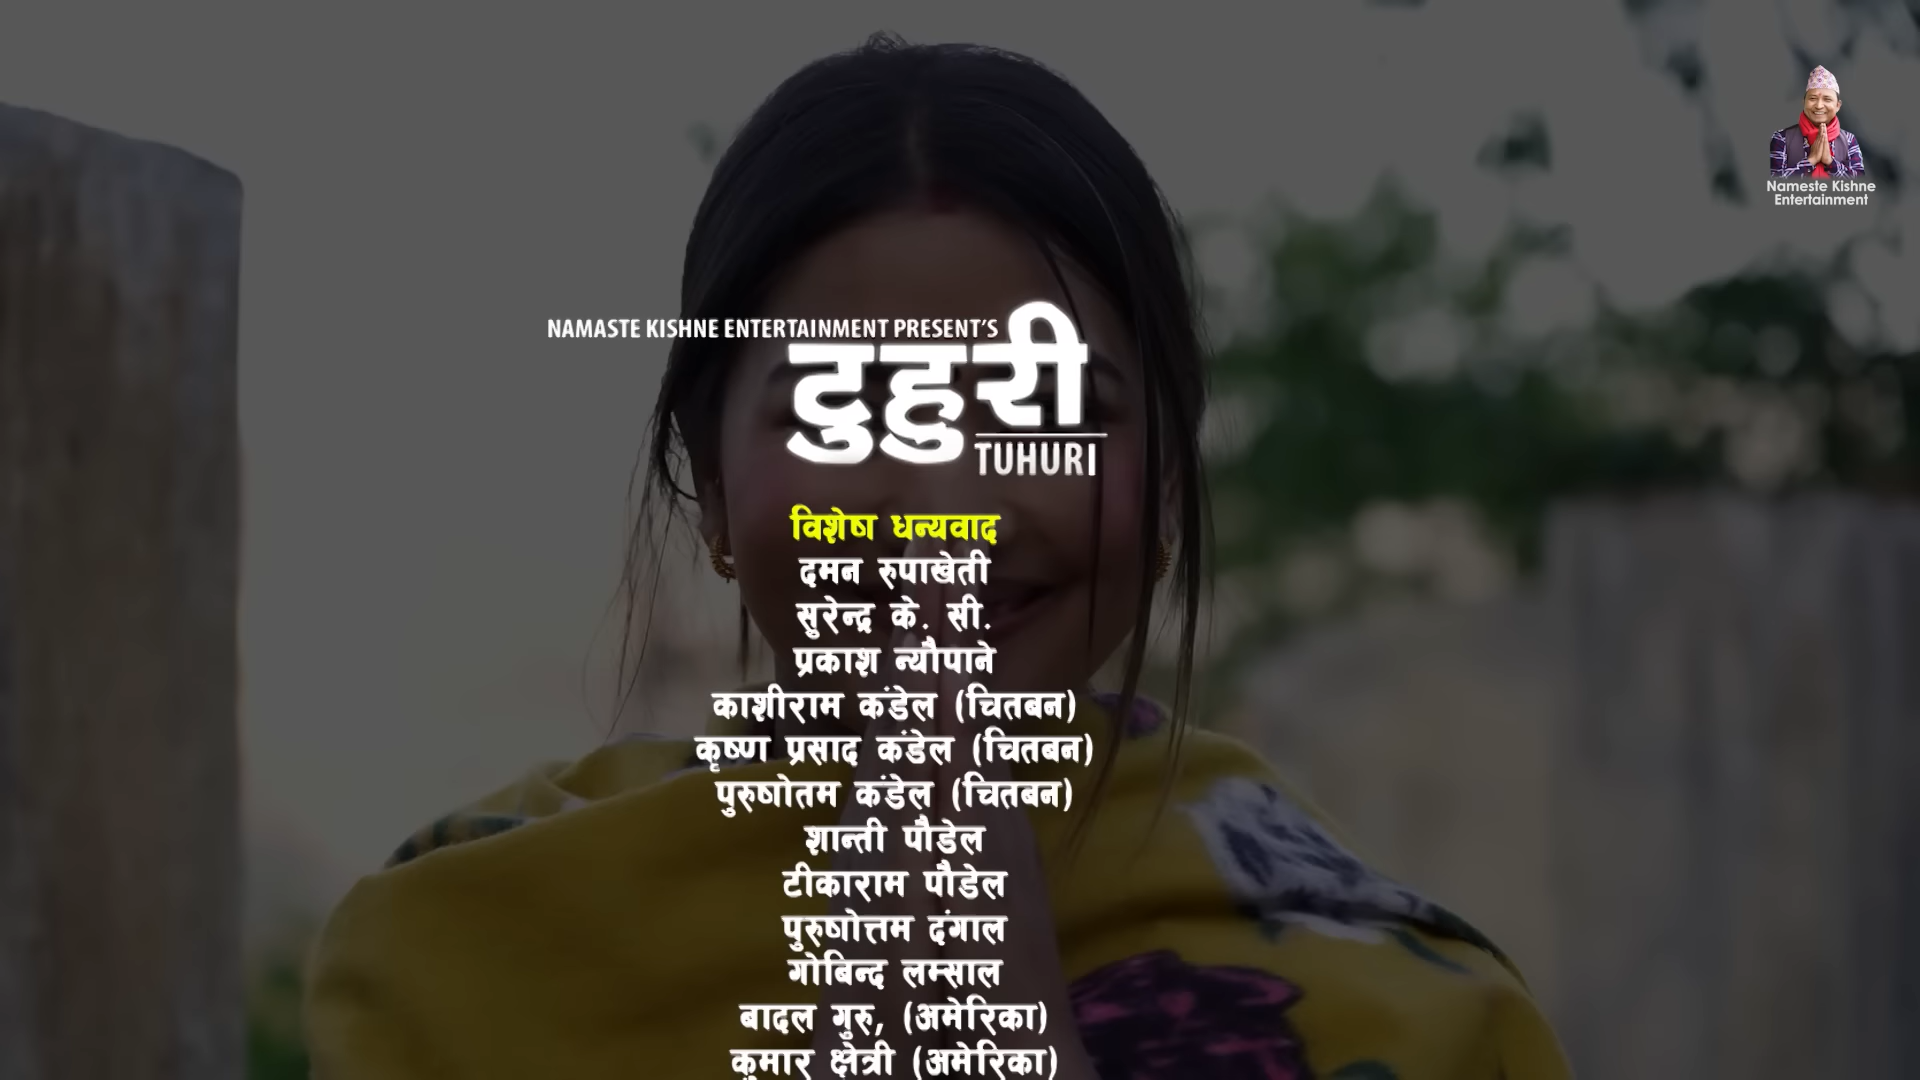 NAMASTE KISHNE ENTERTAINMENT PRESENT'S
टुहुरी
TUHURI
विशेष धन्यवाद
दमन रुपाखेती
सुरेन्द्र के. सी.
प्रकाश न्यौपाने
काशीराम कंडेल (चितबन)
कृष्ण प्रसाद कंडेल (चितबन)
पुरुषोतम कंडेल (चितबन)
शान्ती पौडेल
टीकाराम पौडेल
पुरुषोत्तम दंगाल
गोबिन्द लम्साल
बादल गुरु, (अमेरिका)
कुमार क्षेत्री (अमेरिका)
Nameste Kishne
Entertainment